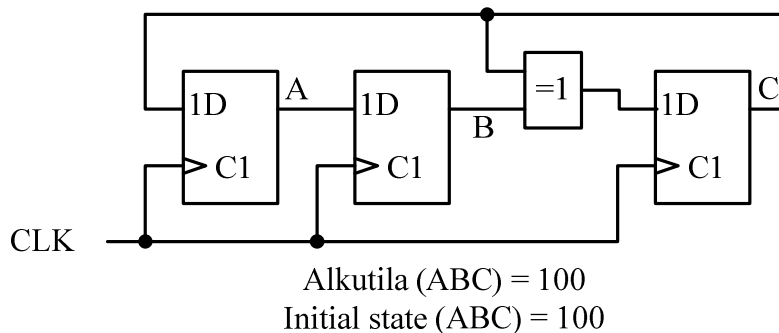 A
C
1D
1D
=1
1D
B
C1
C1
C1
CLK
Alkutila (ABC) = 100
Initial state (ABC) = 100